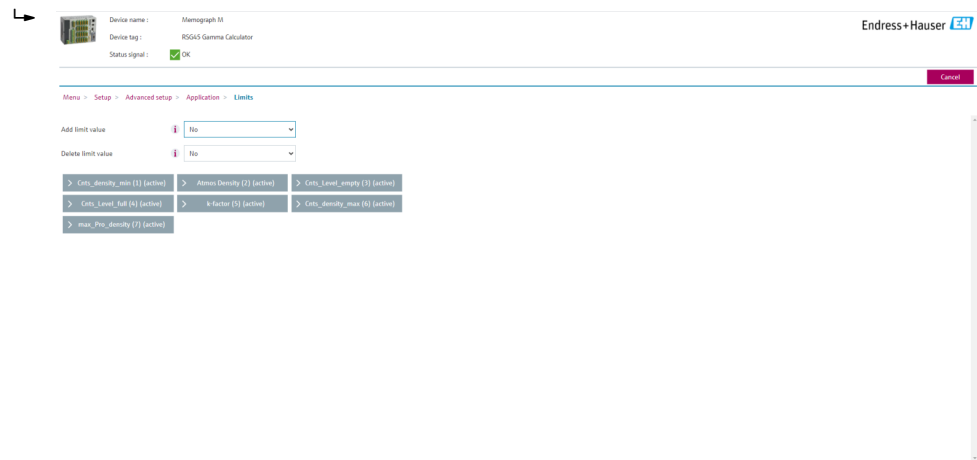 Device name : Memograph M
Endress+Hauser EH
Device tag : RSG45 Gamma Calculator
Status signal : OK
Cancel
Menu » Setup » Advanced setup » Application » Limits
Add limit value i No
Delete limit value i No
> Cnts_density_min (1) (active) > Atmos Density (2) (active) > Cnts_Level_empty (3) (active)
> Cnts_Level_full (4) (active) > k-factor (5) (active) > Cnts_density_max (6) (active)
> max_Pro_density (7) (active)